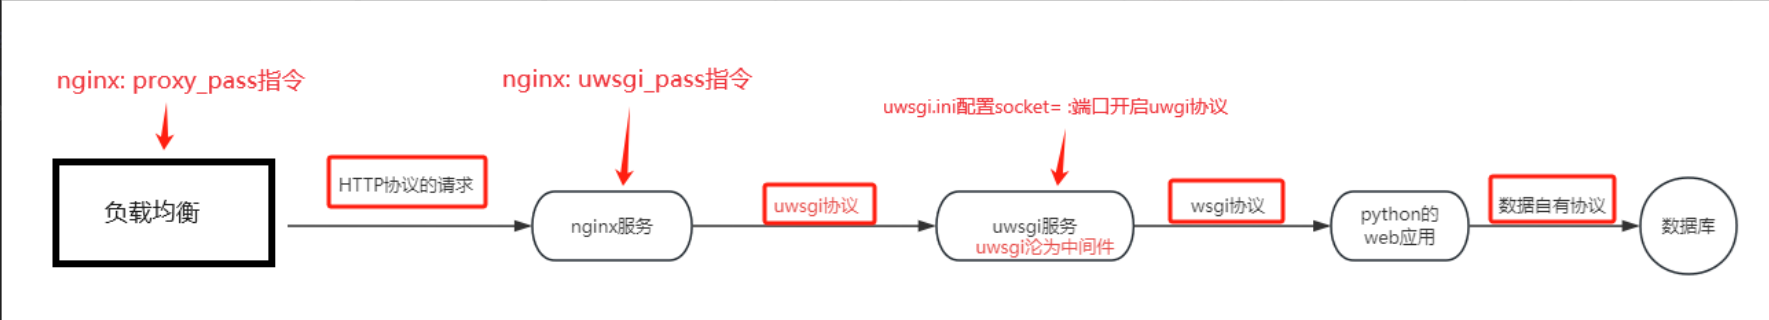 nginx: proxy_pass指令
nginx: uwsgi_pass指令
uwsgi.ini配置socket= :端口开启uwgi协议
负载均衡
HTTP协议的请求
nginx服务
uwsgi协议
uwsgi服务
uwsgi沦为中间件
wsgi协议
python的
web应用
数据自有协议
数据库